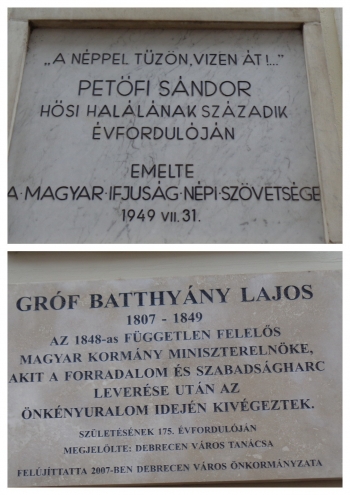 „A NÉPPEL TŰZÖN, VIZEN ÁT!..."
PETŐFI SÁNDOR
HŐSI HALÁLÁNAK SZÁZADIK
ÉVFORDULÓJÁN
EMELTE
A·MAGYAR·IFJUSÁG·NÉPI·SZÖVETSÉGE
1949 VII. 31.
GRÓF BATTHYÁNY LAJOS
1807 - 1849
AZ 1848-as FÜGGETLEN FELELŐS
MAGYAR KORMÁNY MINISZTERELNÖKE,
AKIT A FORRADALOM ÉS SZABADSÁGHARC
LEVERÉSE UTÁN AZ
ÖNKÉNYURALOM IDEJÉN KIVÉGEZTEK.
SZÜLETÉSÉNEK 175. ÉVFORDULÓJÁN
MEGJELÖLTE: DEBRECEN VÁROS TANÁCSA
FELÚJÍTTATTA 2007-BEN DEBRECEN VÁROS ÖNKORMÁNYZATA